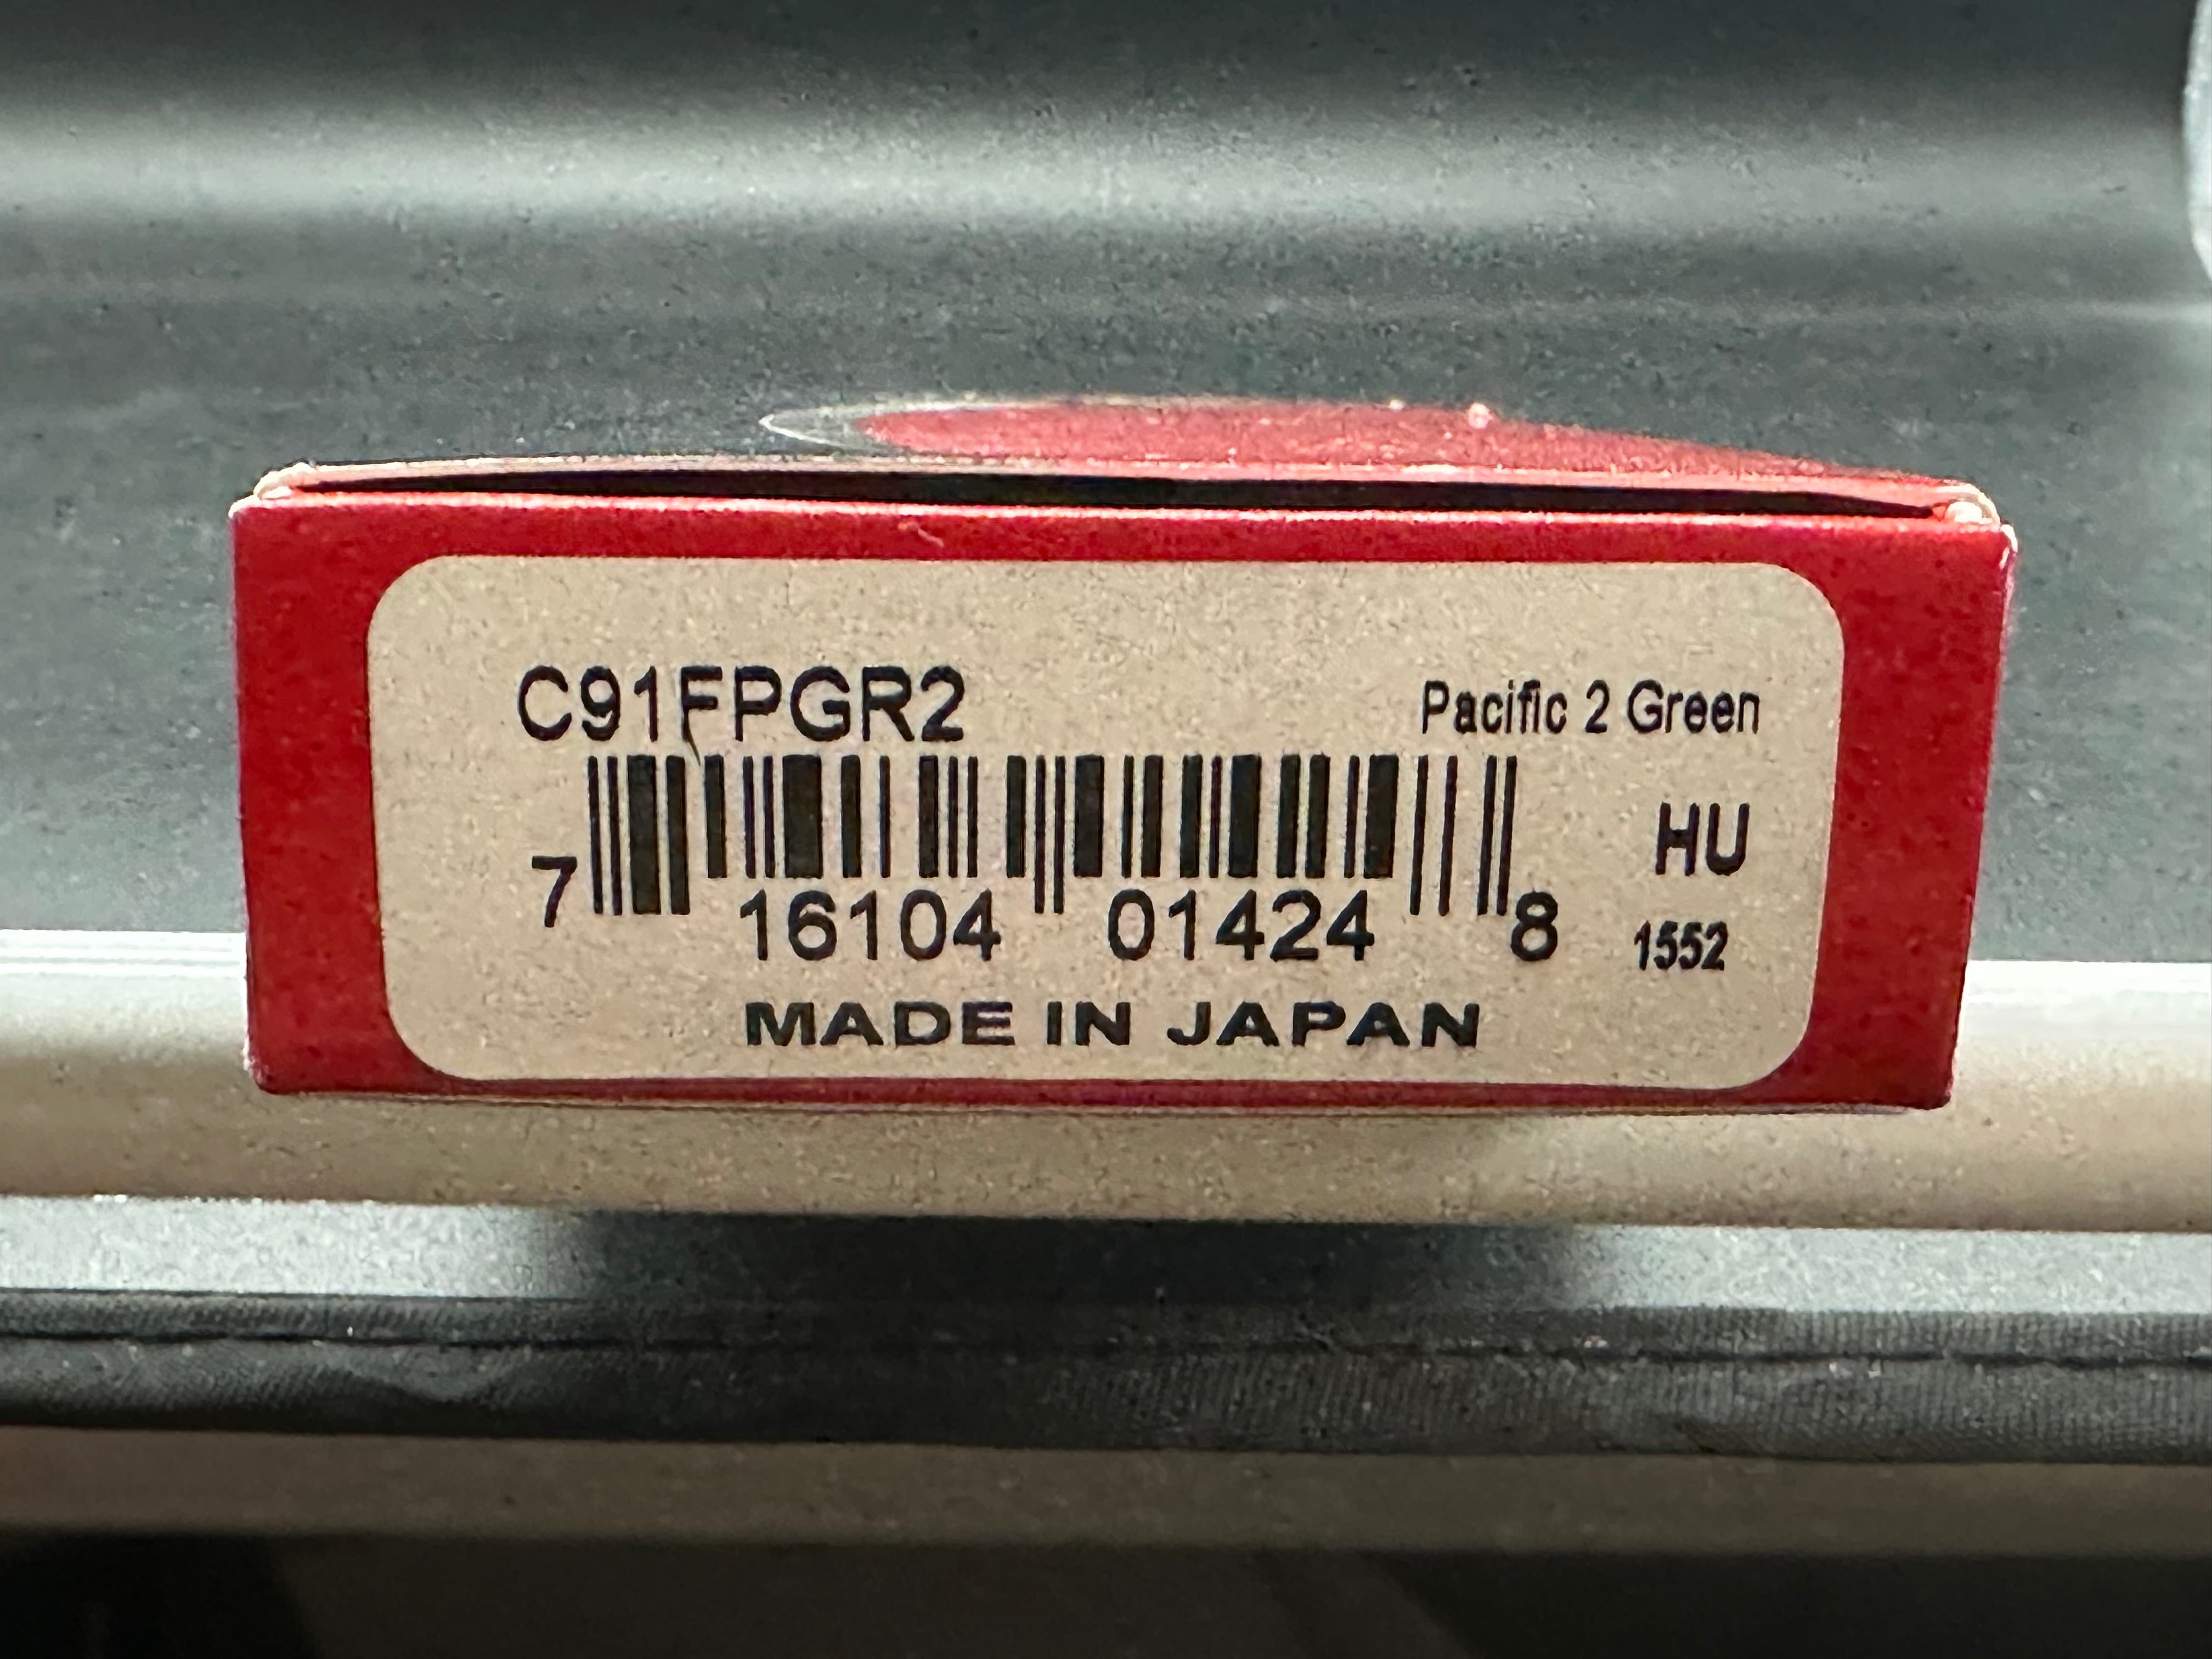 C91FPGR2 Pacific 2 Green
HU
7 16104 01424 8 1552
MADE IN JAPAN